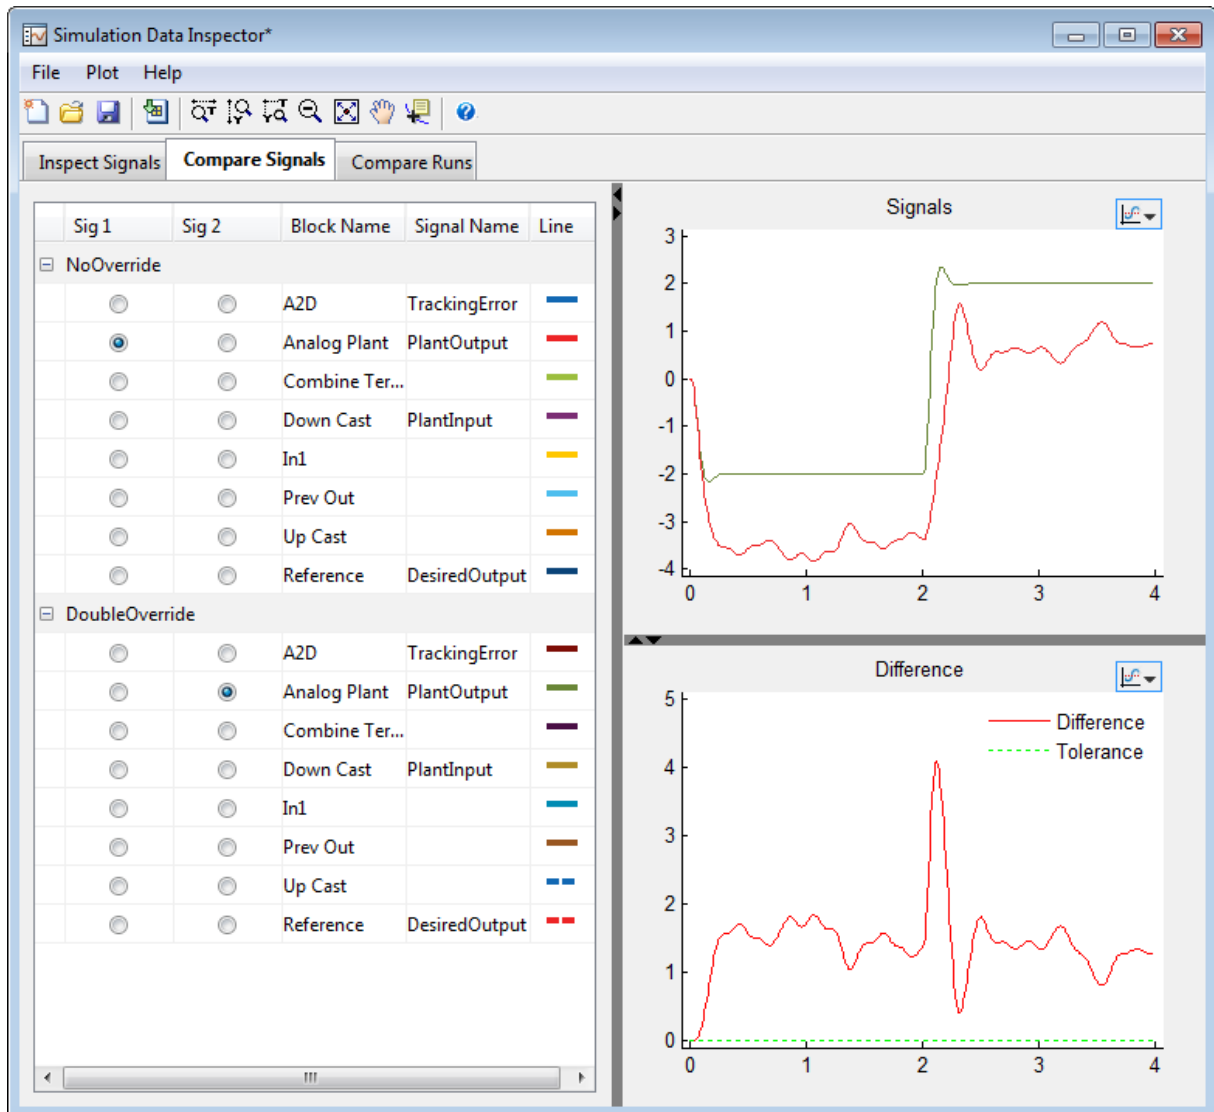 Simulation Data Inspector*
File Plot Help
Inspect Signals Compare Signals Compare Runs
Sig 1 Sig 2 Block Name Signal Name Line
NoOverride
A2D TrackingError
Analog Plant PlantOutput
Combine Ter...
Down Cast PlantInput
In1
Prev Out
Up Cast
Reference DesiredOutput
DoubleOverride
A2D TrackingError
Analog Plant PlantOutput
Combine Ter...
Down Cast PlantInput
In1
Prev Out
Up Cast
Reference DesiredOutput
Signals
3
2
1
0
-1
-2
-3
-4
0 1 2 3 4
Difference
5
4
3
2
1
0
Difference
Tolerance
0 1 2 3 4